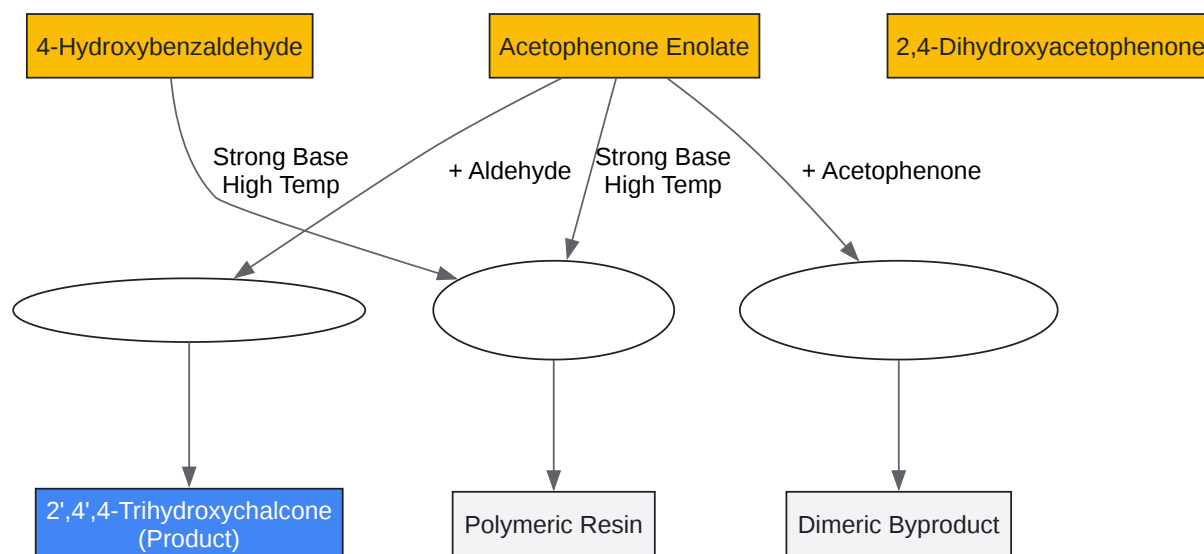 4-Hydroxybenzaldehyde
Acetophenone Enolate
2,4-Dihydroxyacetophenone
Strong Base
High Temp
+ Aldehyde
Strong Base
High Temp
+ Acetophenone
2',4',4-Trihydroxychalcone
(Product)
Polymeric Resin
Dimeric Byproduct